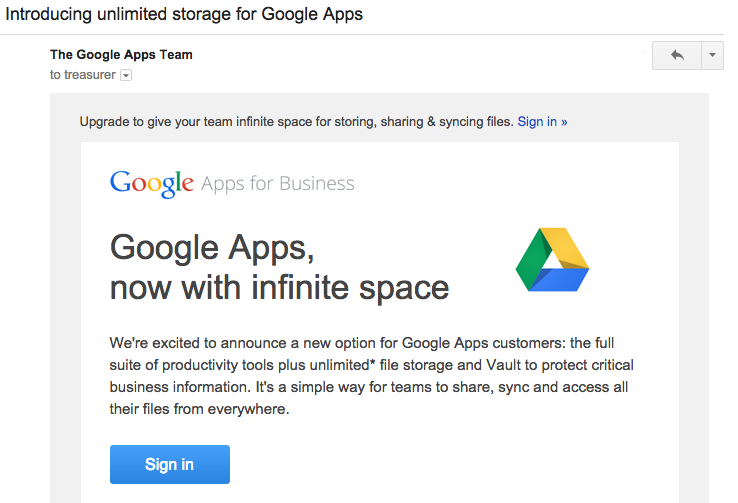 Introducing unlimited storage for Google Apps
The Google Apps Team
to treasurer
Upgrade to give your team infinite space for storing, sharing & syncing files. Sign in »
Google Apps for Business
Google Apps,
now with infinite space
We're excited to announce a new option for Google Apps customers: the full
suite of productivity tools plus unlimited* file storage and Vault to protect critical
business information. It's a simple way for teams to share, sync and access all
their files from everywhere.
Sign in